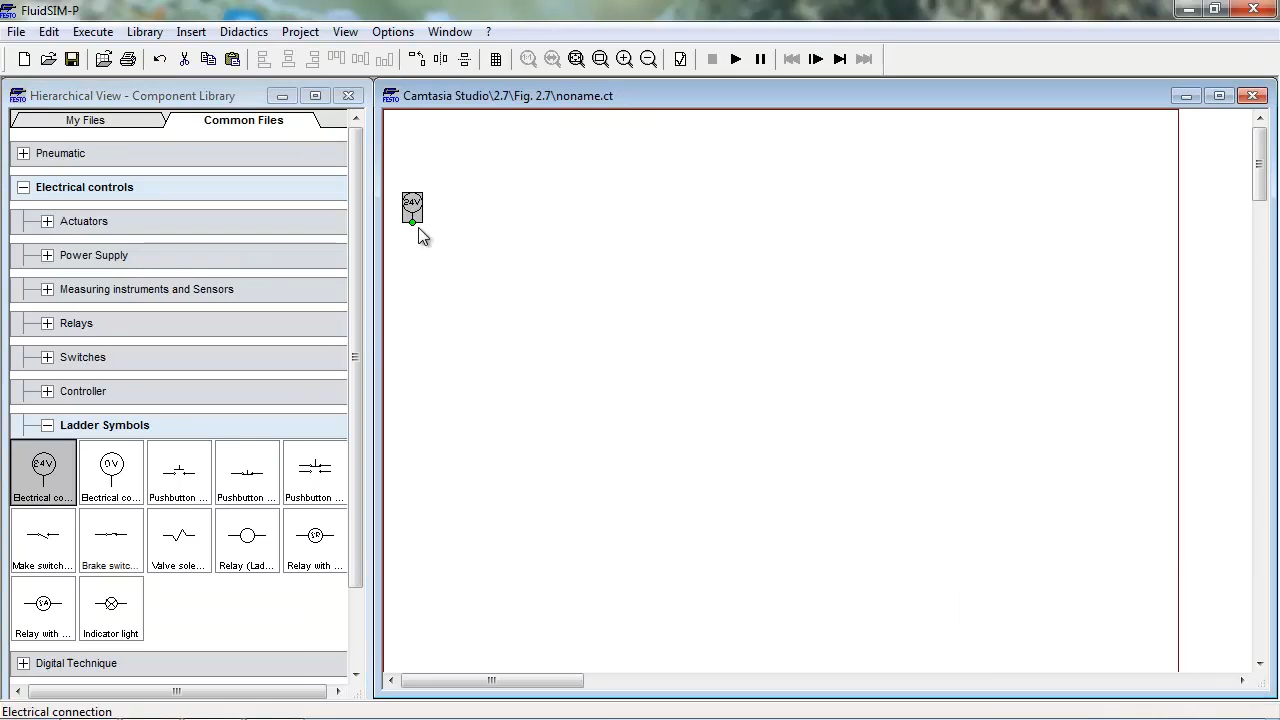 FluidSIM-P
File Edit Execute Library Insert Didactics Project View Options Window ?
Hierarchical View - Component Library
Camtasia Studio\2.7\Fig. 2.7\noname.ct
My Files
Common Files
Pneumatic
Electrical controls
Actuators
Power Supply
Measuring instruments and Sensors
Relays
Switches
Controller
Ladder Symbols
24V
0V
Electrical co... Electrical co... Pushbutton ... Pushbutton ... Pushbutton
Make switch... Brake switc... Valve sole... Relay (Lad... Relay with
Relay with ... Indicator light
Digital Technique
24V
Electrical connection